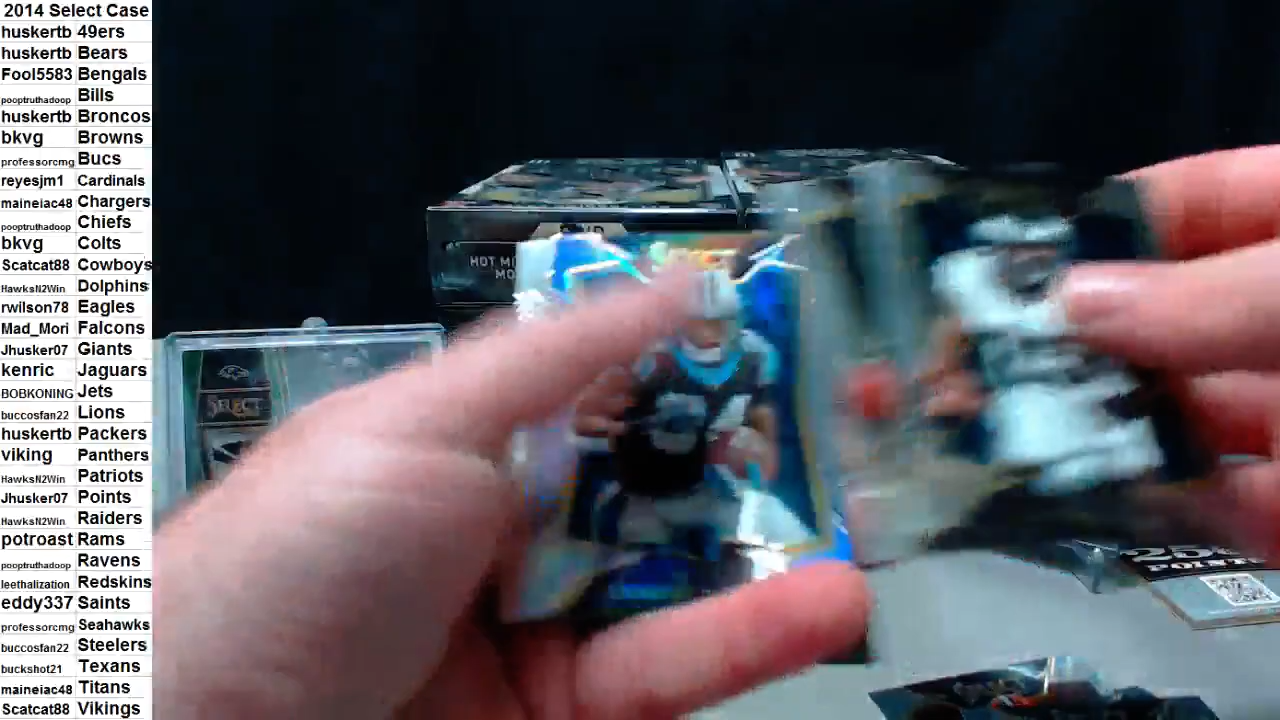 2014 Select Case
huskertb 49ers
huskertb Bears
Fool5583 Bengals
pooptruthadoop Bills
huskertb Broncos
bkvg Browns
professorcmg Bucs
reyesjm1 Cardinals
maineiac48 Chargers
pooptruthadoop Chiefs
bkvg Colts
Scatcat88 Cowboys
HawksN2Win Dolphins
rwilson78 Eagles
Mad_Mori Falcons
Jhusker07 Giants
kenric Jaguars
BOBKONING Jets
buccosfan22 Lions
huskertb Packers
viking Panthers
HawksN2Win Patriots
Jhusker07 Points
HawksN2Win Raiders
potroast Rams
pooptruthadoop Ravens
leethalization Redskins
eddy337 Saints
professorcmg Seahawks
buccosfan22 Steelers
buckshot21 Texans
maineiac48 Titans
Scatcat88 Vikings
HOT MI
MO
SELECT
POINTS